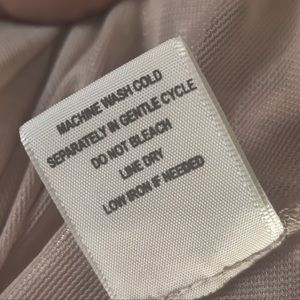 MACHINE WASH COLD
SEPARATELY IN GENTLE CYCLE
DO NOT BLEACH
LINE DRY
LOW IRON IF NEEDED